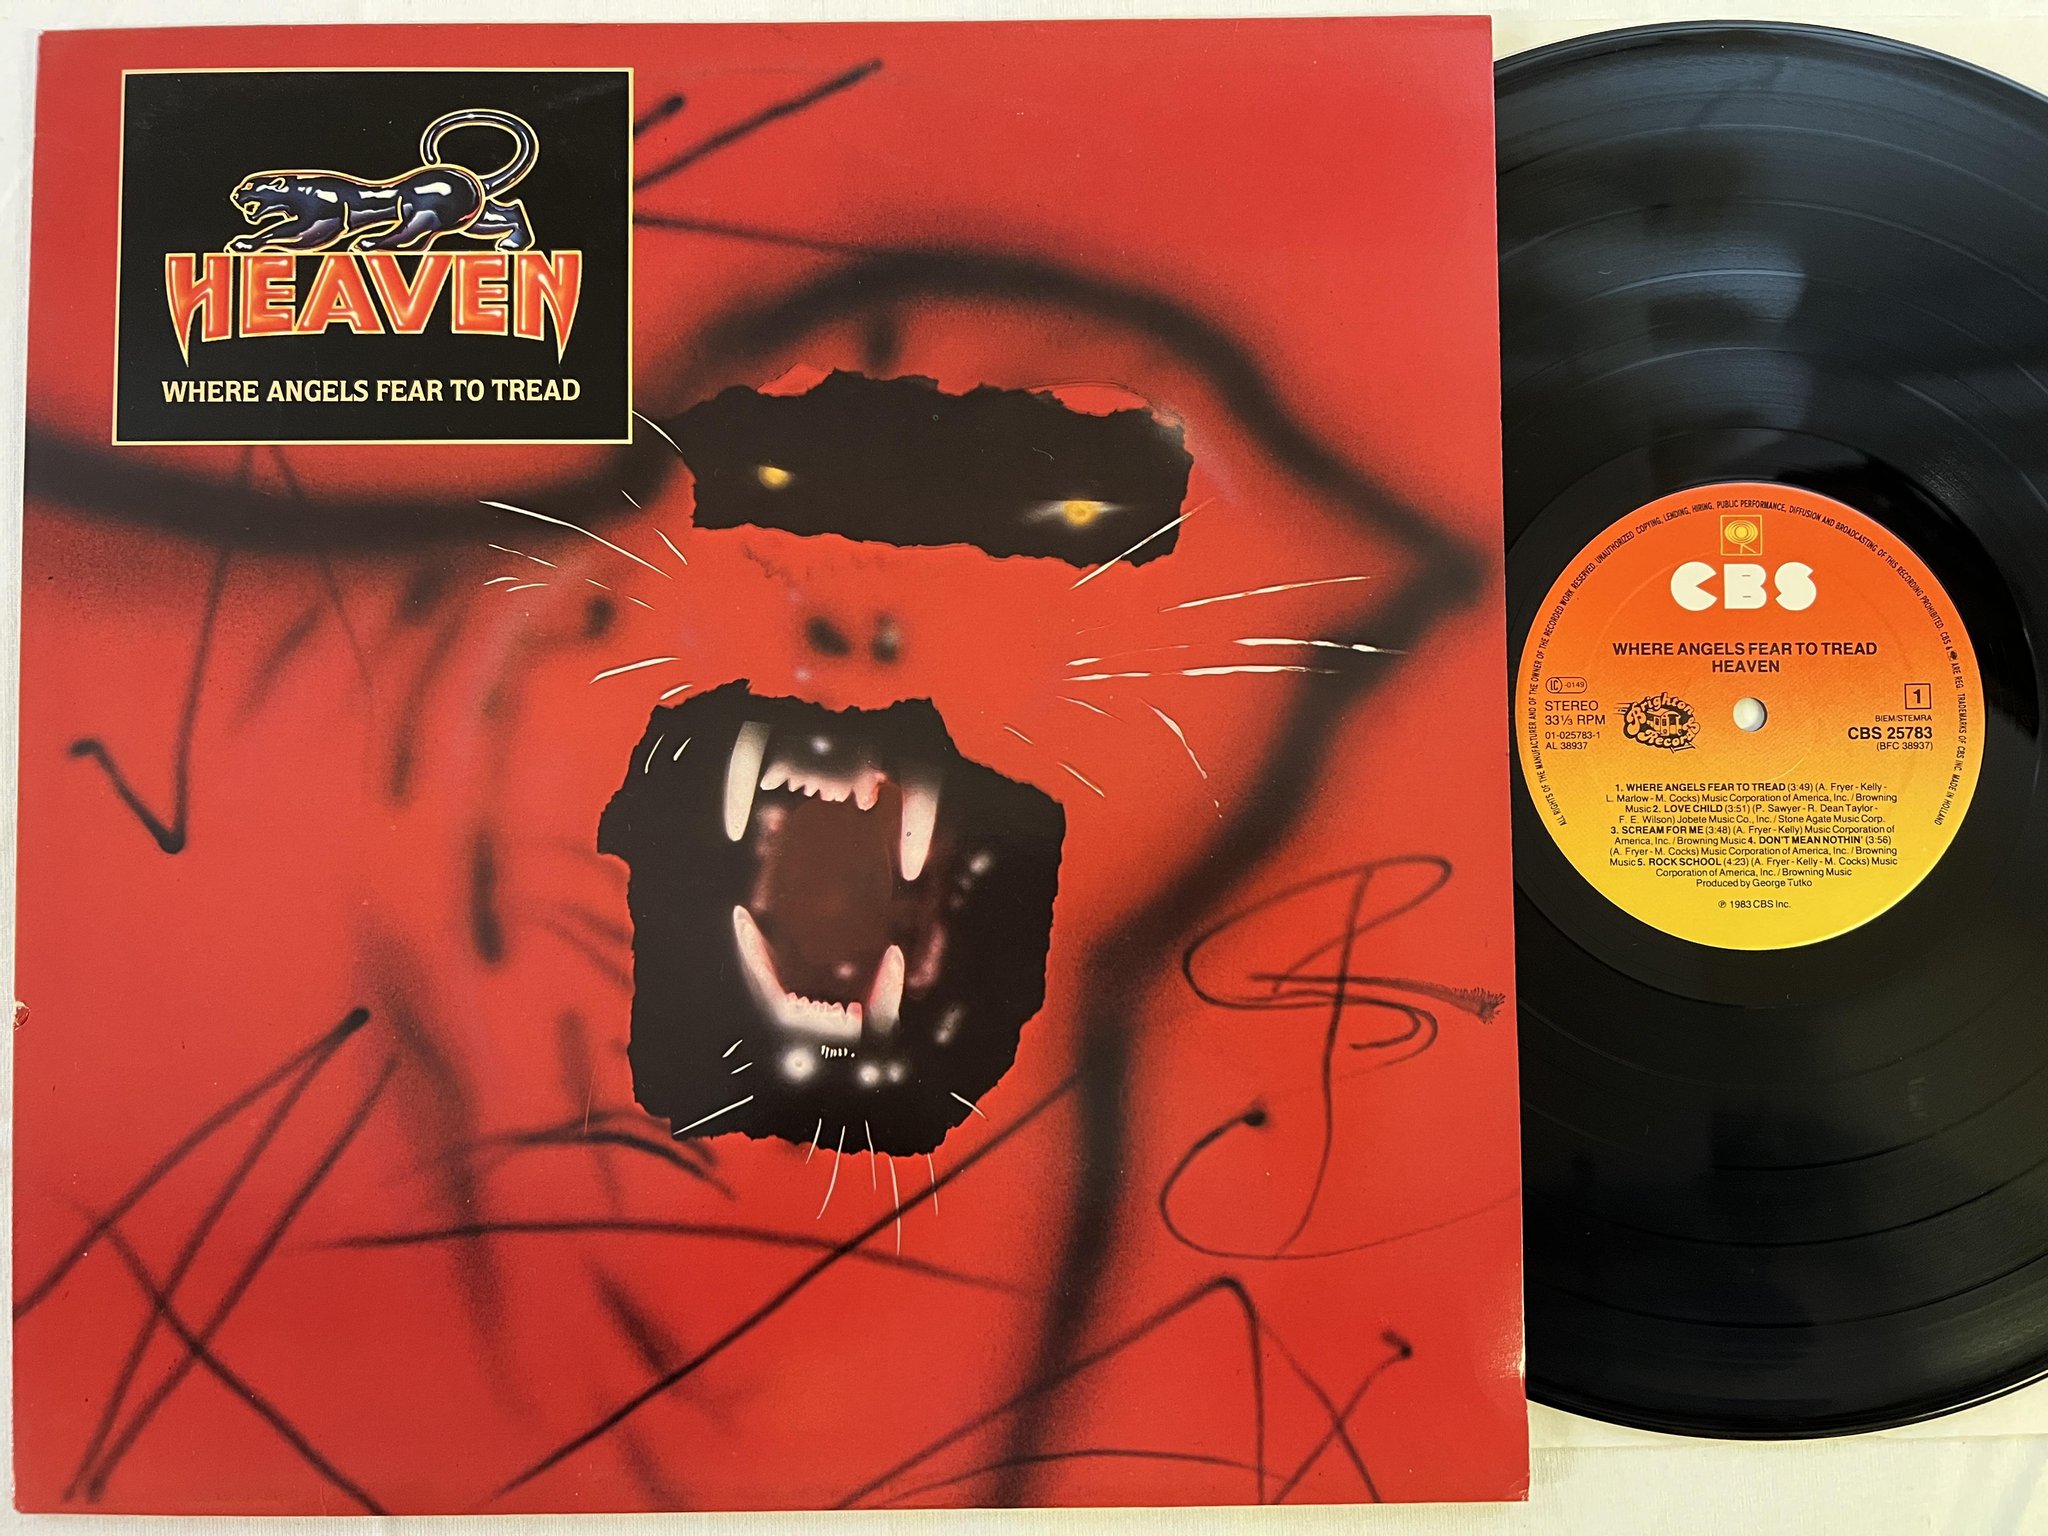 HEAVEN
WHERE ANGELS FEAR TO TREAD
ALL RIGHTS OF THE MANUFACTURER AND OF THE OWNER OF THE RECORDED WORK RESERVED. UNAUTHORIZED COPYING, LENDING, HIRING, PUBLIC PERFORMANCE, DIFFUSION AND BROADCASTING OF THIS RECORDING PROHIBITED. CBS & ARE REG. TRADEMARKS OF CBS INC. MADE IN HOLLAND
CBS
WHERE ANGELS FEAR TO TREAD
HEAVEN
LC -0149
STEREO
33⅓ RPM
01-025783-1
AL 38937
Brighton Records
1
BIEM/STEMRA
CBS 25783
(BFC 38937)
1. WHERE ANGELS FEAR TO TREAD (3:49) (A. Fryer - Kelly -
L. Marlow - M. Cocks) Music Corporation of America, Inc. / Browning
Music 2. LOVE CHILD (3:51) (P. Sawyer - R. Dean Taylor -
F. E. Wilson) Jobete Music Co., Inc. / Stone Agate Music Corp.
3. SCREAM FOR ME (3:48) (A. Fryer - Kelly) Music Corporation of
America, Inc. / Browning Music 4. DON'T MEAN NOTHIN' (3:56)
(A. Fryer - M. Cocks) Music Corporation of America, Inc. / Browning
Music 5. ROCK SCHOOL (4:23) (A. Fryer - Kelly - M. Cocks) Music
Corporation of America, Inc. / Browning Music
Produced by George Tutko
℗ 1983 CBS Inc.